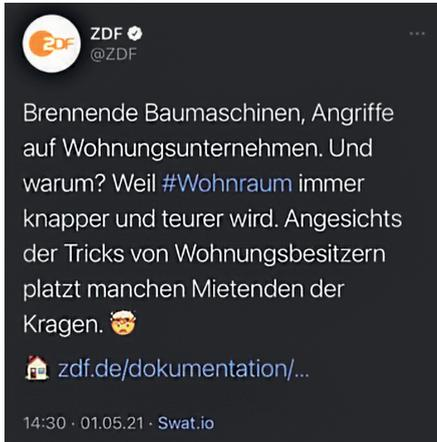 ZDF
ZDF
@ZDF
Brennende Baumaschinen, Angriffe
auf Wohnungsunternehmen. Und
warum? Weil #Wohnraum immer
knapper und teurer wird. Angesichts
der Tricks von Wohnungsbesitzern
platzt manchen Mietenden der
Kragen. 🤯
🏠 zdf.de/dokumentation/...
14:30 · 01.05.21 · Swat.io